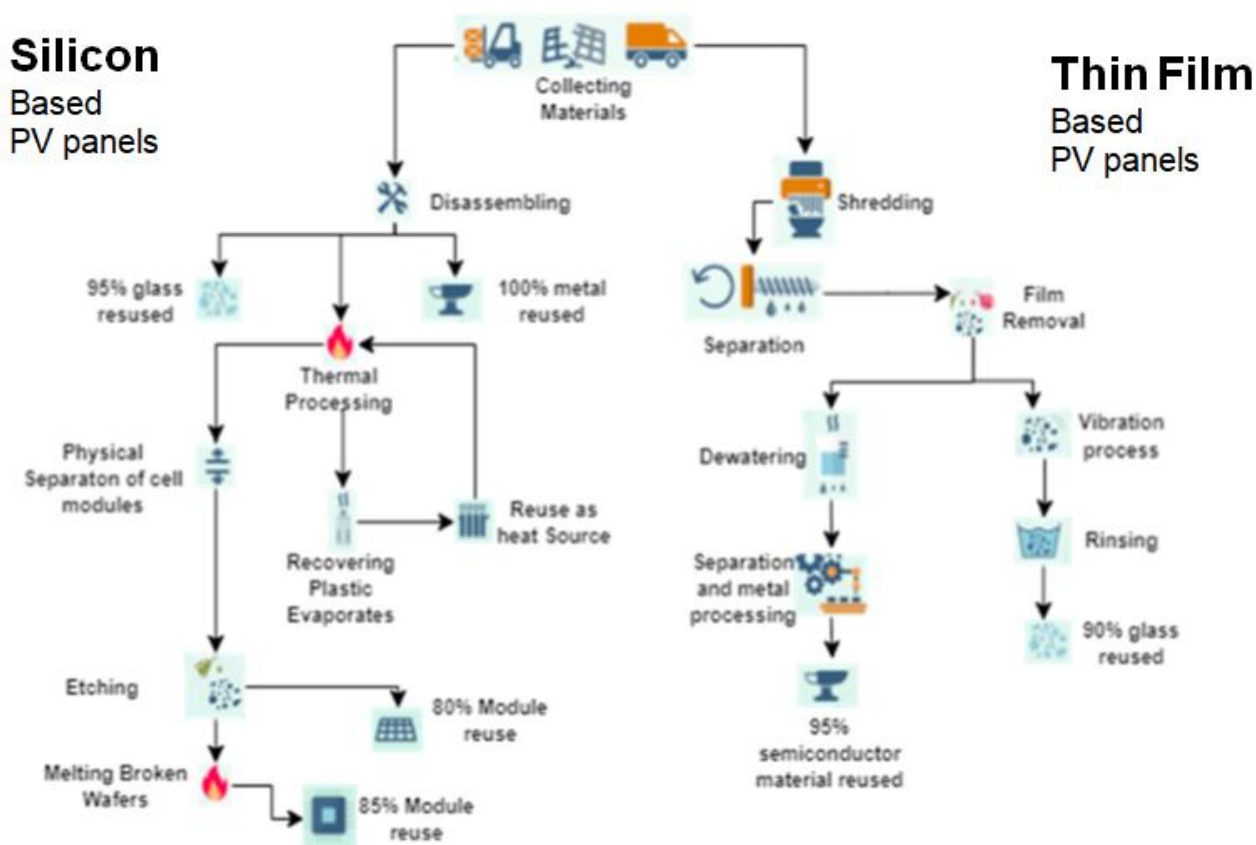 Silicon
Based
PV panels
Thin Film
Based
PV panels
Collecting
Materials
Disassembling
95% glass
resused
100% metal
reused
Thermal
Processing
Physical
Separaton of cell
modules
Recovering
Plastic
Evaporates
Reuse as
heat Source
Etching
80% Module
reuse
Melting Broken
Wafers
85% Module
reuse
Shredding
Separation
Film
Removal
Dewatering
Vibration
process
Separation
and metal
processing
Rinsing
95%
semiconductor
material reused
90% glass
reused